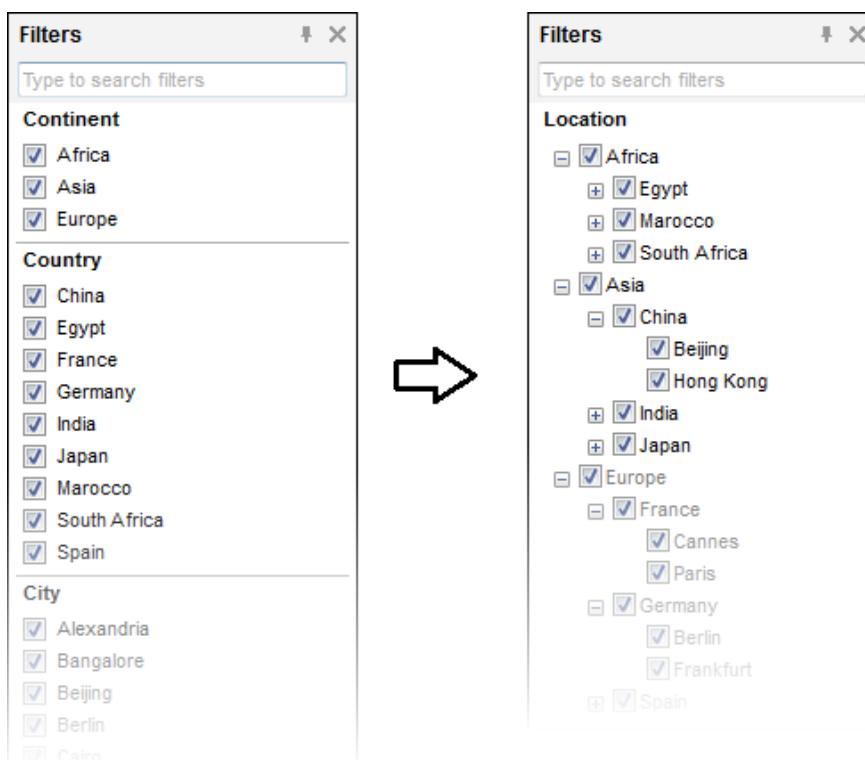 Filters
Type to search filters
Continent
Africa
Asia
Europe
Country
China
Egypt
France
Germany
India
Japan
Marocco
South Africa
Spain
City
Alexandria
Bangalore
Beijing
Berlin
Cairo
Filters
Type to search filters
Location
Africa
Egypt
Marocco
South Africa
Asia
China
Beijing
Hong Kong
India
Japan
Europe
France
Cannes
Paris
Germany
Berlin
Frankfurt
Spain